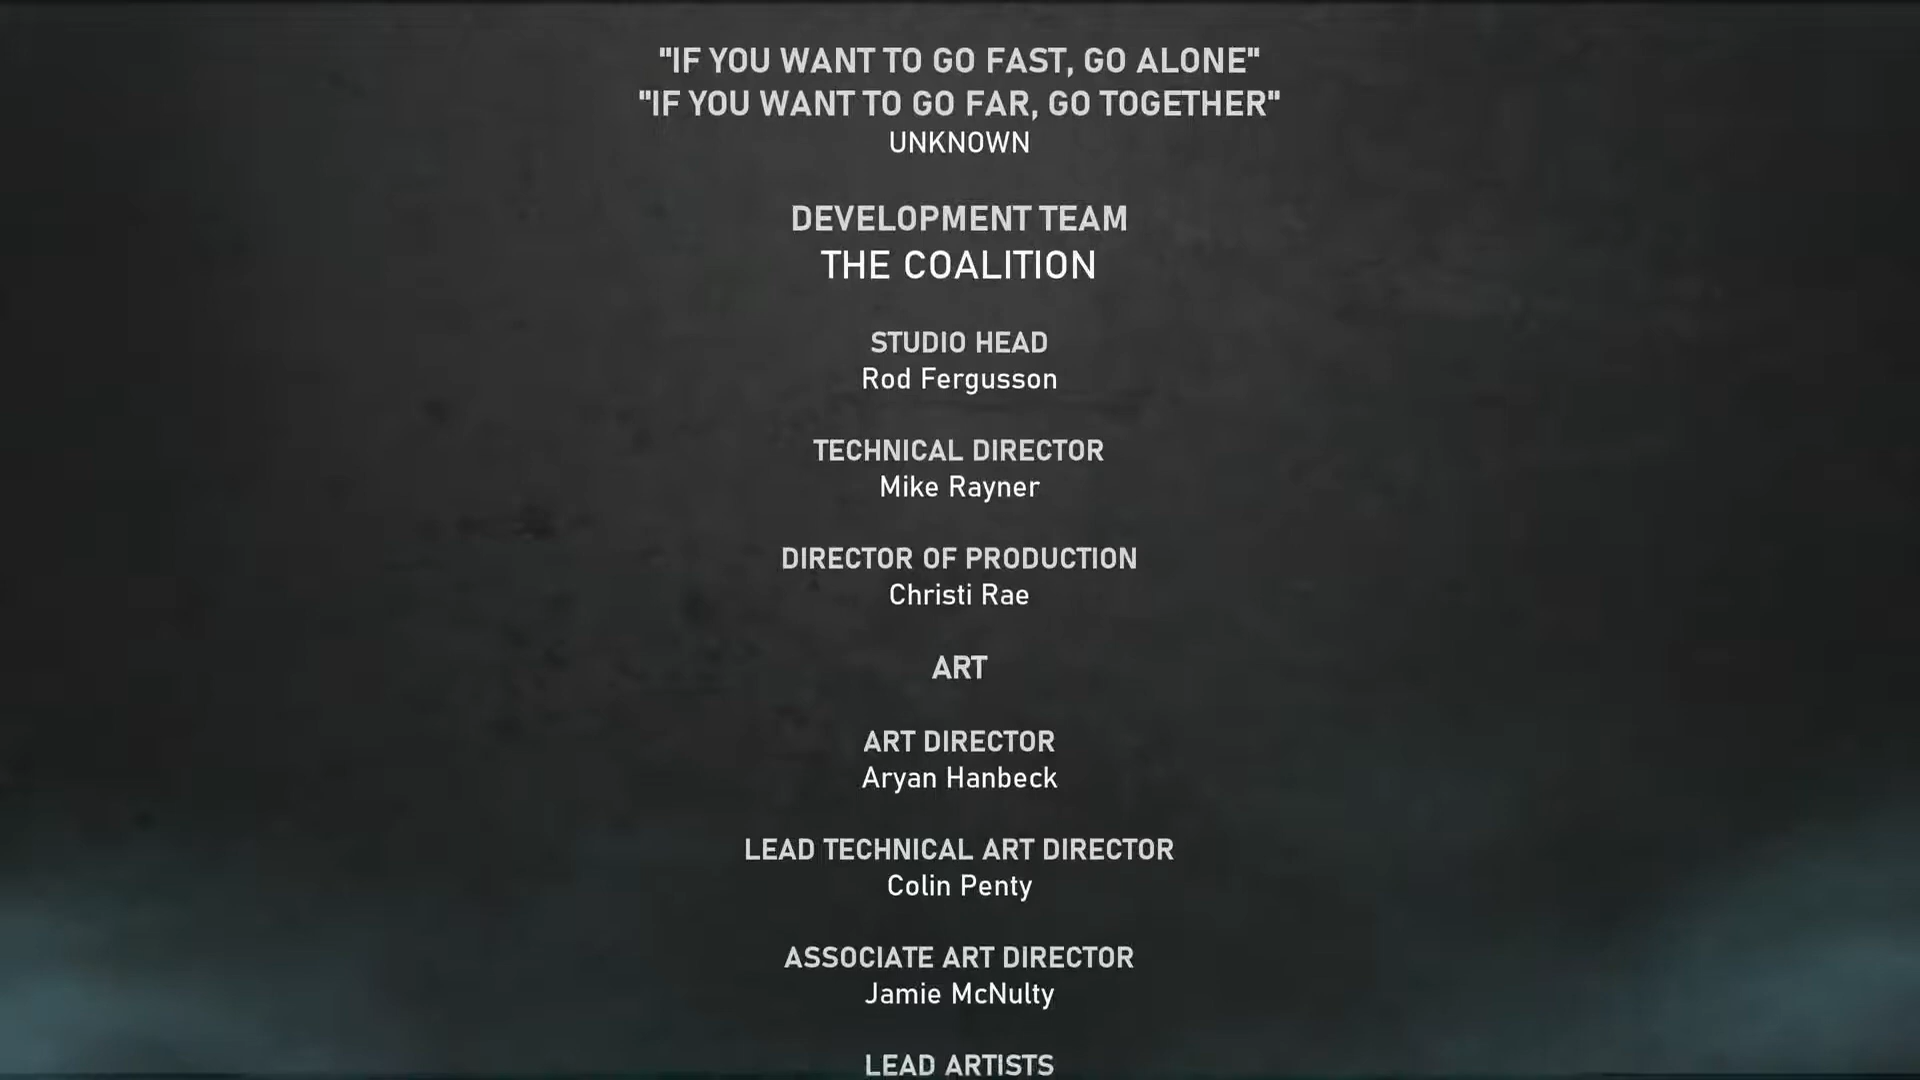 "IF YOU WANT TO GO FAST, GO ALONE"
"IF YOU WANT TO GO FAR, GO TOGETHER"
UNKNOWN
DEVELOPMENT TEAM
THE COALITION
STUDIO HEAD
Rod Fergusson
TECHNICAL DIRECTOR
Mike Rayner
DIRECTOR OF PRODUCTION
Christi Rae
ART
ART DIRECTOR
Aryan Hanbeck
LEAD TECHNICAL ART DIRECTOR
Colin Penty
ASSOCIATE ART DIRECTOR
Jamie McNulty
LEAD ARTISTS